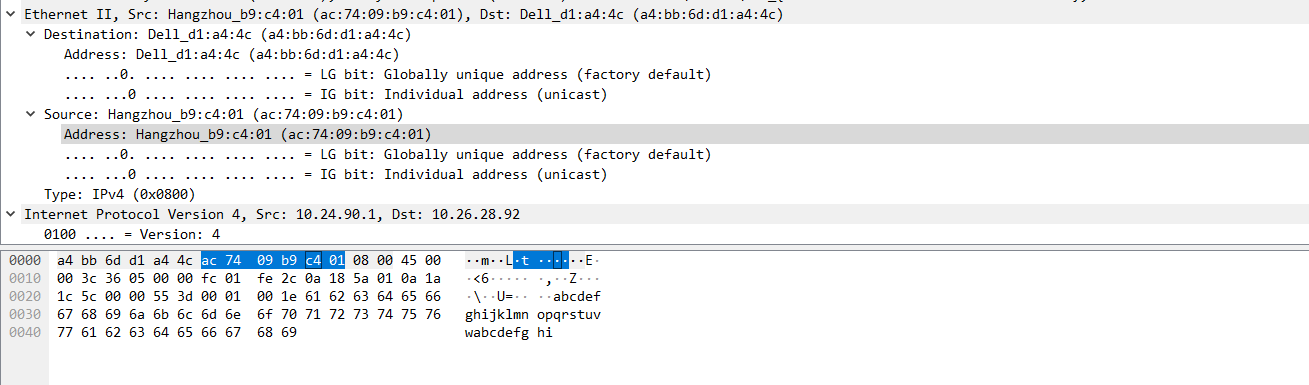 Ethernet II, Src: Hangzhou_b9:c4:01 (ac:74:09:b9:c4:01), Dst: Dell_d1:a4:4c (a4:bb:6d:d1:a4:4c)
Destination: Dell_d1:a4:4c (a4:bb:6d:d1:a4:4c)
Address: Dell_d1:a4:4c (a4:bb:6d:d1:a4:4c)
.... ..0. .... .... .... .... = LG bit: Globally unique address (factory default)
.... ...0 .... .... .... .... = IG bit: Individual address (unicast)
Source: Hangzhou_b9:c4:01 (ac:74:09:b9:c4:01)
Address: Hangzhou_b9:c4:01 (ac:74:09:b9:c4:01)
.... ..0. .... .... .... .... = LG bit: Globally unique address (factory default)
.... ...0 .... .... .... .... = IG bit: Individual address (unicast)
Type: IPv4 (0x0800)
Internet Protocol Version 4, Src: 10.24.90.1, Dst: 10.26.28.92
0100 .... = Version: 4
0000 a4 bb 6d d1 a4 4c ac 74 09 b9 c4 01 08 00 45 00 ··m··L·t ······E·
0010 00 3c 36 05 00 00 fc 01 fe 2c 0a 18 5a 01 0a 1a ·<6····· ·,··Z···
0020 1c 5c 00 00 55 3d 00 01 00 1e 61 62 63 64 65 66 ·\··U=·· ··abcdef
0030 67 68 69 6a 6b 6c 6d 6e 6f 70 71 72 73 74 75 76 ghijklmn opqrstuv
0040 77 61 62 63 64 65 66 67 68 69 wabcdefg hi